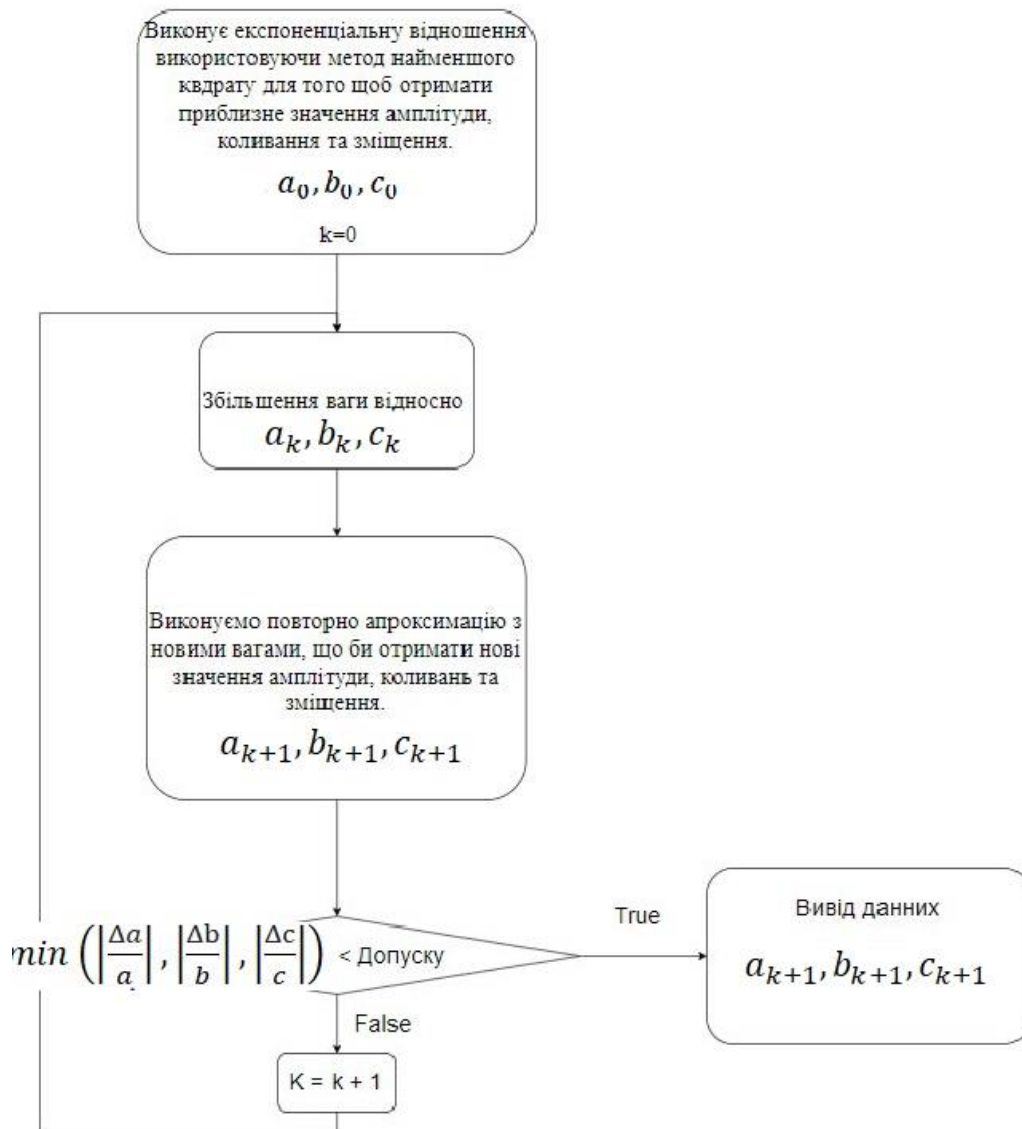 Виконує експоненціальну відношення
використовуючи метод найменшого
квдрату для того щоб отримати
приблизне значення амплітуди,
коливання та зміщення.
a₀, b₀, c₀
k=0
Збільшення ваги відносно
aₖ, bₖ, cₖ
Виконуємо повторно апроксимацію з
новими вагами, що би отримати нові
значення амплітуди, коливань та
зміщення.
aₖ₊₁, bₖ₊₁, cₖ₊₁
min (|Δa/a|, |Δb/b|, |Δc/c|) < Допуску
True
Вивід данних
aₖ₊₁, bₖ₊₁, cₖ₊₁
False
K = k + 1